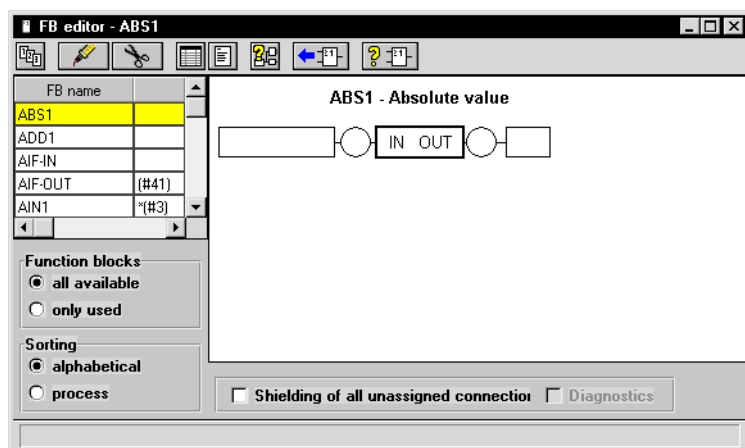 FB editor - ABS1
FB name
ABS1
ADD1
AIF-IN
AIF-OUT (#41)
AIN1 *(#3)
ABS1 - Absolute value
IN OUT
Function blocks
all available
only used
Sorting
alphabetical
process
Shielding of all unassigned connection
Diagnostics